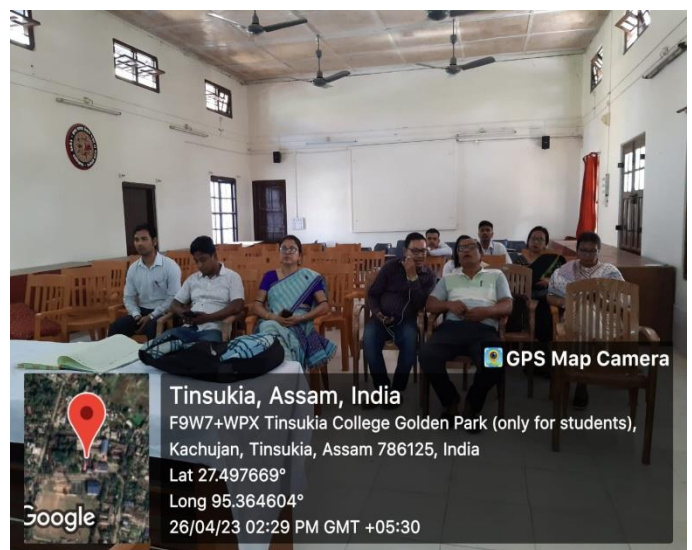 GPS Map Camera
Tinsukia, Assam, India
F9W7+WPX Tinsukia College Golden Park (only for students),
Kachujan, Tinsukia, Assam 786125, India
Lat 27.497669°
Long 95.364604°
26/04/23 02:29 PM GMT +05:30
Google